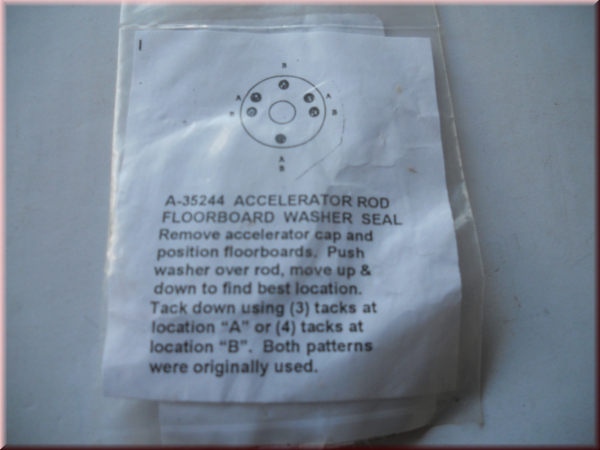 B
A A
B B
A
B
A-35244 ACCELERATOR ROD
FLOORBOARD WASHER SEAL
Remove accelerator cap and
position floorboards. Push
washer over rod, move up &
down to find best location.
Tack down using (3) tacks at
location “A” or (4) tacks at
location “B”. Both patterns
were originally used.